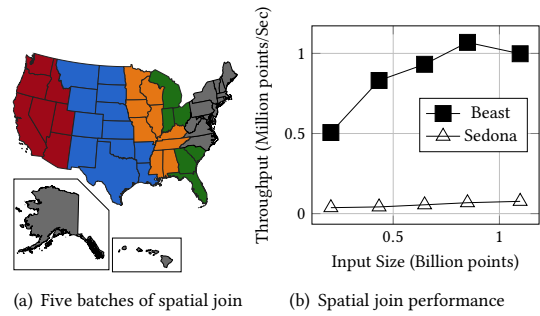 Throughput (Million points/Sec)
1
0.5
0
Beast
Sedona
0.5 1
Input Size (Billion points)
(a) Five batches of spatial join
(b) Spatial join performance